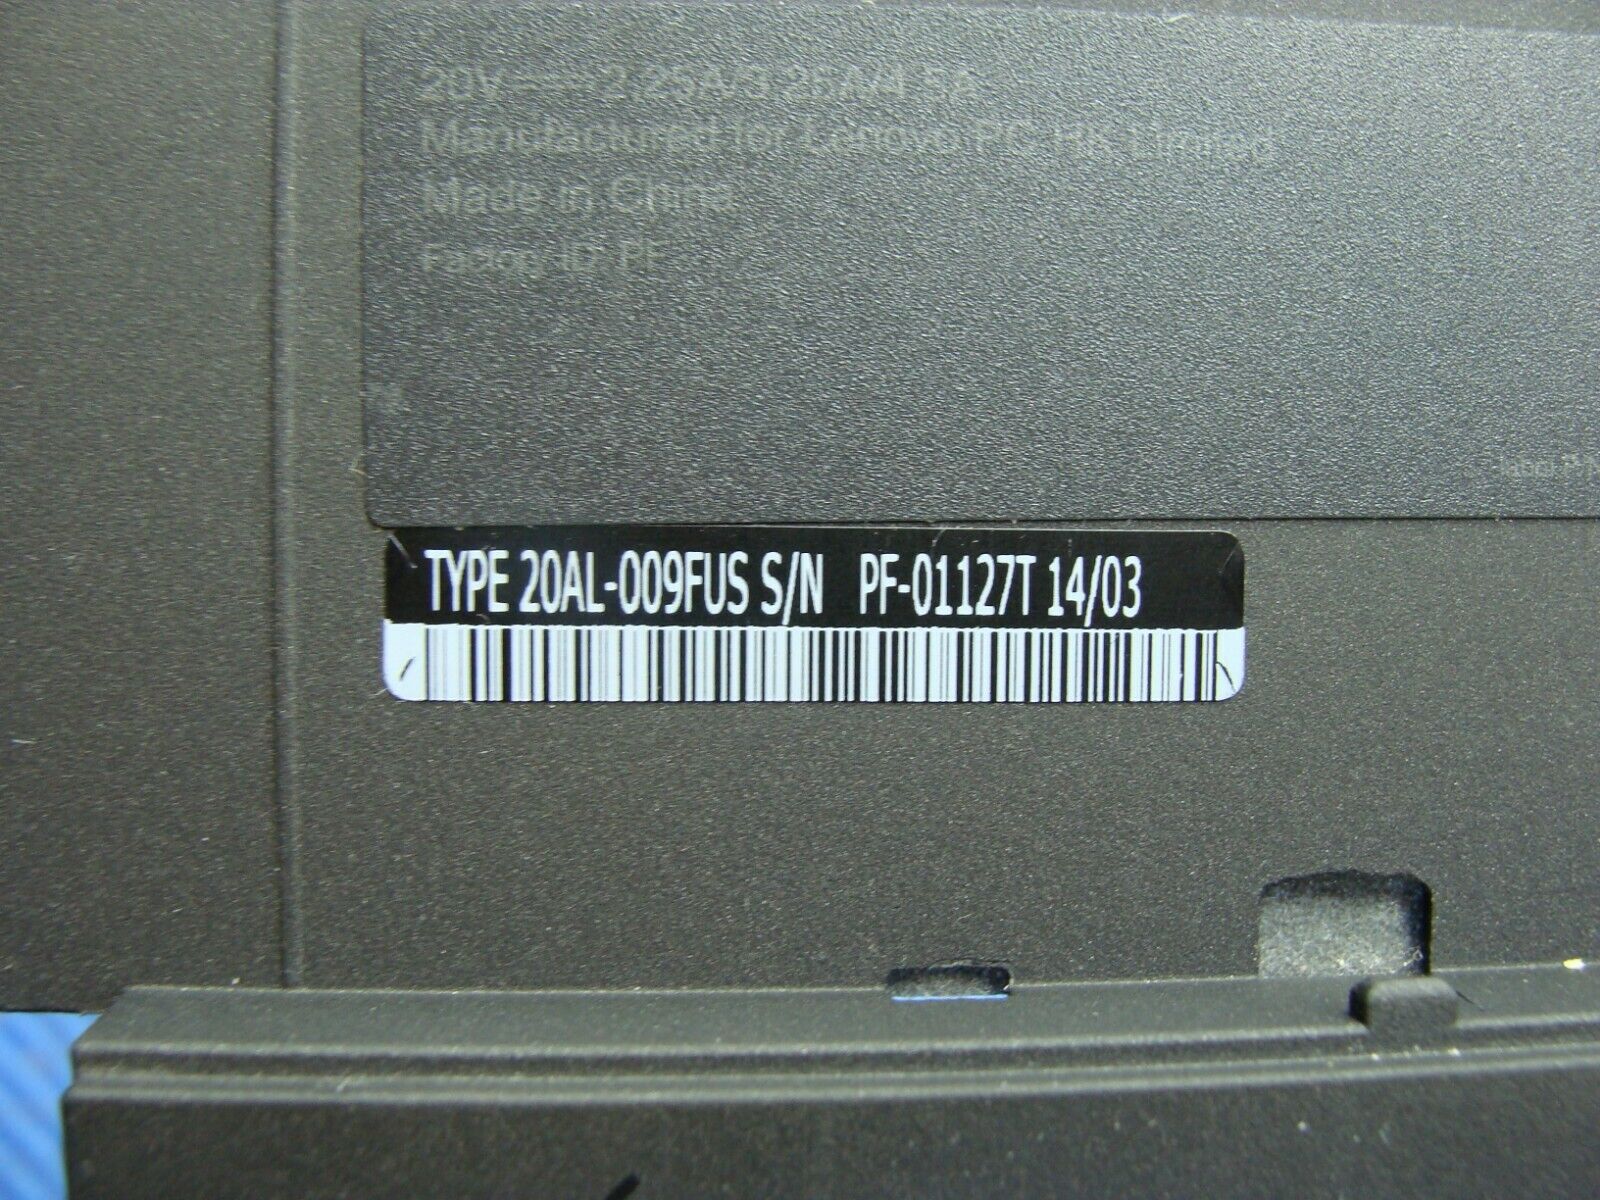 20V ⎓ 2.25A/3.25A/4.5A
Manufactured for Lenovo PC HK Limited
Made in China
Factory ID: PF
label P/N
TYPE 20AL-009FUS S/N PF-01127T 14/03